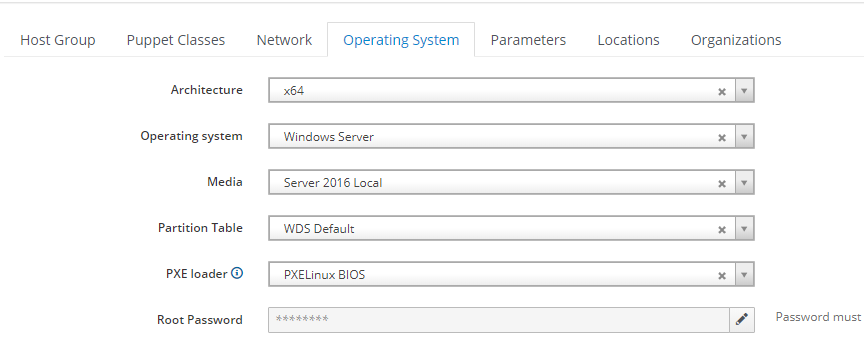 Host Group Puppet Classes Network Operating System Parameters Locations Organizations
Architecture x64
Operating system Windows Server
Media Server 2016 Local
Partition Table WDS Default
PXE loader PXELinux BIOS
Root Password ******** Password must